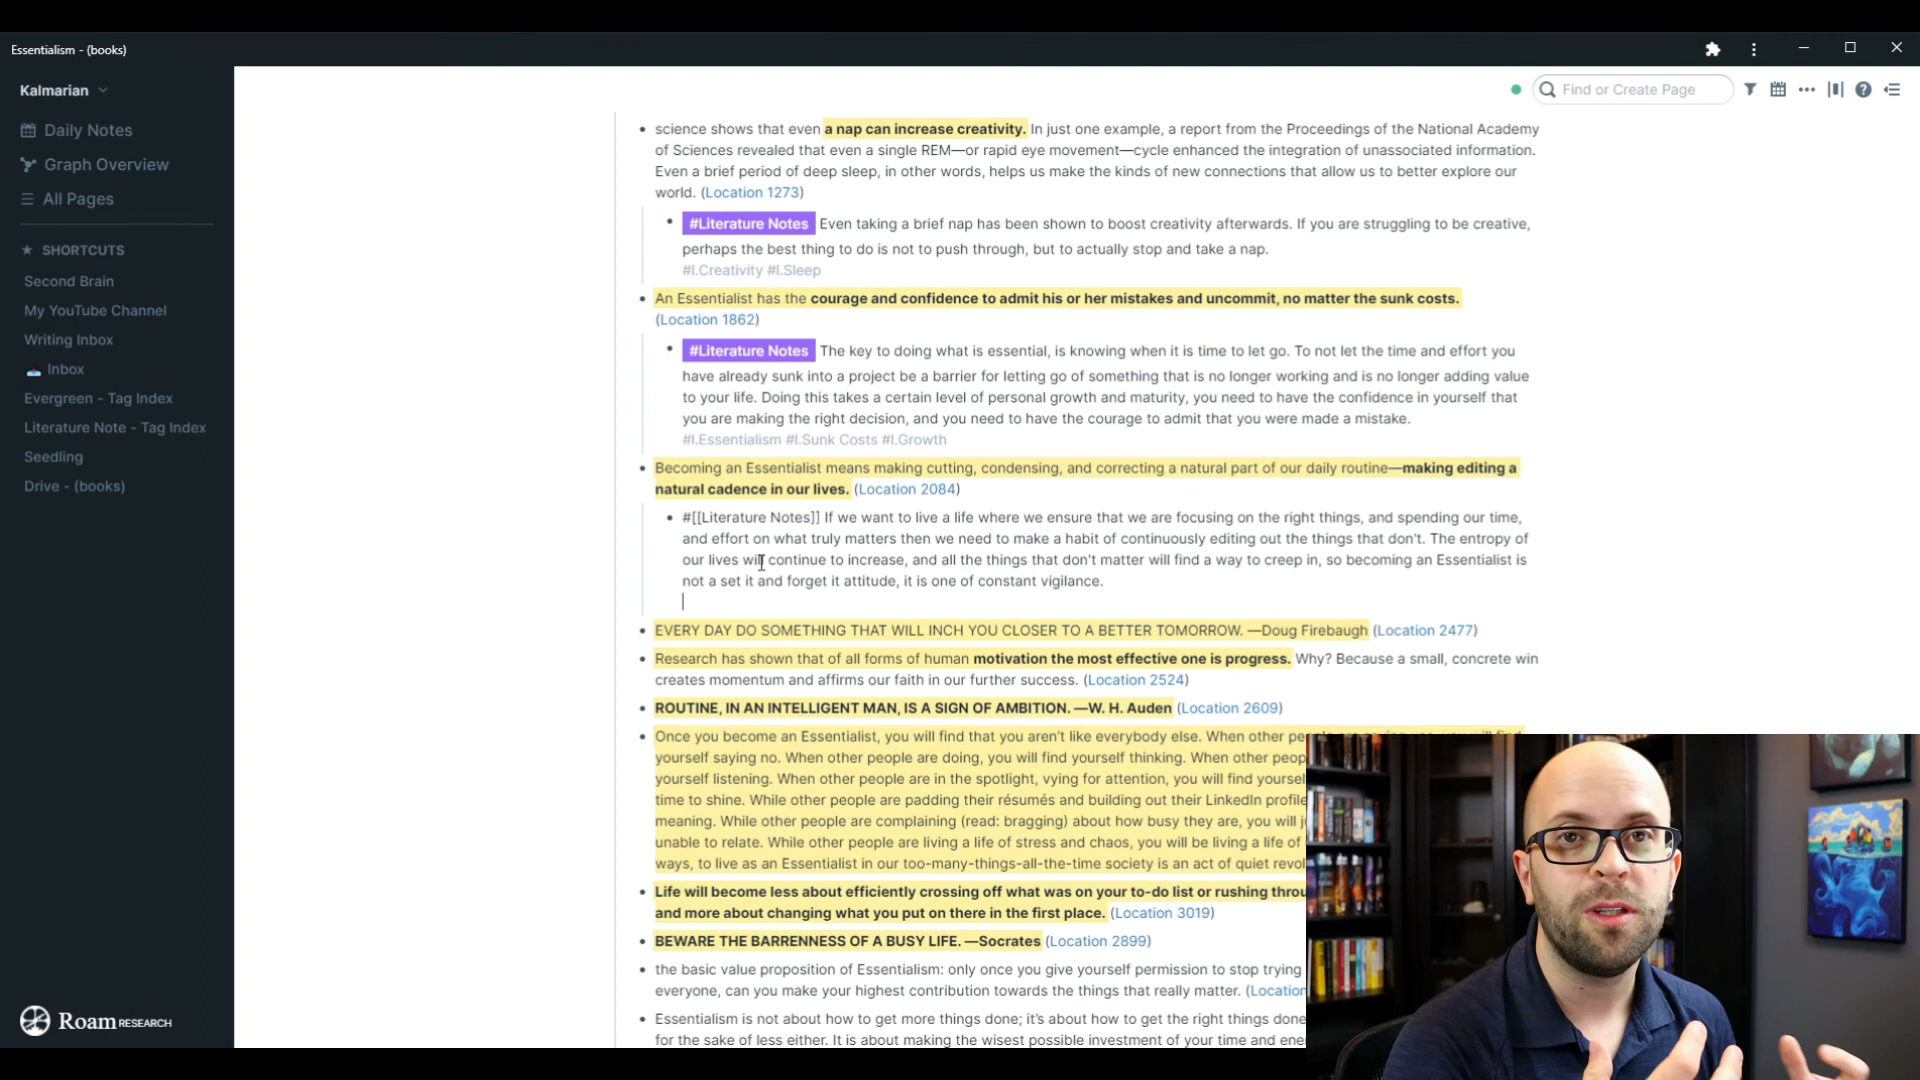 Essentialism - (books)
Kalmarian
Daily Notes
Graph Overview
All Pages
SHORTCUTS
Second Brain
My YouTube Channel
Writing Inbox
Inbox
Evergreen - Tag Index
Literature Note - Tag Index
Seedling
Drive - (books)
Roam RESEARCH
Find or Create Page
science shows that even a nap can increase creativity. In just one example, a report from the Proceedings of the National Academy
of Sciences revealed that even a single REM—or rapid eye movement—cycle enhanced the integration of unassociated information.
Even a brief period of deep sleep, in other words, helps us make the kinds of new connections that allow us to better explore our
world. (Location 1273)
#Literature Notes Even taking a brief nap has been shown to boost creativity afterwards. If you are struggling to be creative,
perhaps the best thing to do is not to push through, but to actually stop and take a nap.
#I.Creativity #I.Sleep
An Essentialist has the courage and confidence to admit his or her mistakes and uncommit, no matter the sunk costs.
(Location 1862)
#Literature Notes The key to doing what is essential, is knowing when it is time to let go. To not let the time and effort you
have already sunk into a project be a barrier for letting go of something that is no longer working and is no longer adding value
to your life. Doing this takes a certain level of personal growth and maturity, you need to have the confidence in yourself that
you are making the right decision, and you need to have the courage to admit that you were made a mistake.
#I.Essentialism #I.Sunk Costs #I.Growth
Becoming an Essentialist means making cutting, condensing, and correcting a natural part of our daily routine—making editing a
natural cadence in our lives. (Location 2084)
#[[Literature Notes]] If we want to live a life where we ensure that we are focusing on the right things, and spending our time,
and effort on what truly matters then we need to make a habit of continuously editing out the things that don't. The entropy of
our lives will continue to increase, and all the things that don't matter will find a way to creep in, so becoming an Essentialist is
not a set it and forget it attitude, it is one of constant vigilance.
EVERY DAY DO SOMETHING THAT WILL INCH YOU CLOSER TO A BETTER TOMORROW. —Doug Firebaugh (Location 2477)
Research has shown that of all forms of human motivation the most effective one is progress. Why? Because a small, concrete win
creates momentum and affirms our faith in our further success. (Location 2524)
ROUTINE, IN AN INTELLIGENT MAN, IS A SIGN OF AMBITION. —W. H. Auden (Location 2609)
Once you become an Essentialist, you will find that you aren't like everybody else. When other
yourself saying no. When other people are doing, you will find yourself thinking. When other
yourself listening. When other people are in the spotlight, vying for attention, you will find
time to shine. While other people are padding their résumés and building out their LinkedIn
meaning. While other people are complaining (read: bragging) about how busy they are, you will
unable to relate. While other people are living a life of stress and chaos, you will be living a life of
ways, to live as an Essentialist in our too-many-things-all-the-time society is an act of quiet
Life will become less about efficiently crossing off what was on your to-do list or rushing
and more about changing what you put on there in the first place. (Location 3019)
BEWARE THE BARRENNESS OF A BUSY LIFE. —Socrates (Location 2899)
the basic value proposition of Essentialism: only once you give yourself permission to stop trying
everyone, can you make your highest contribution towards the things that really matter. (Location
Essentialism is not about how to get more things done; it's about how to get the right things done
for the sake of less either. It is about making the wisest possible investment of your time and